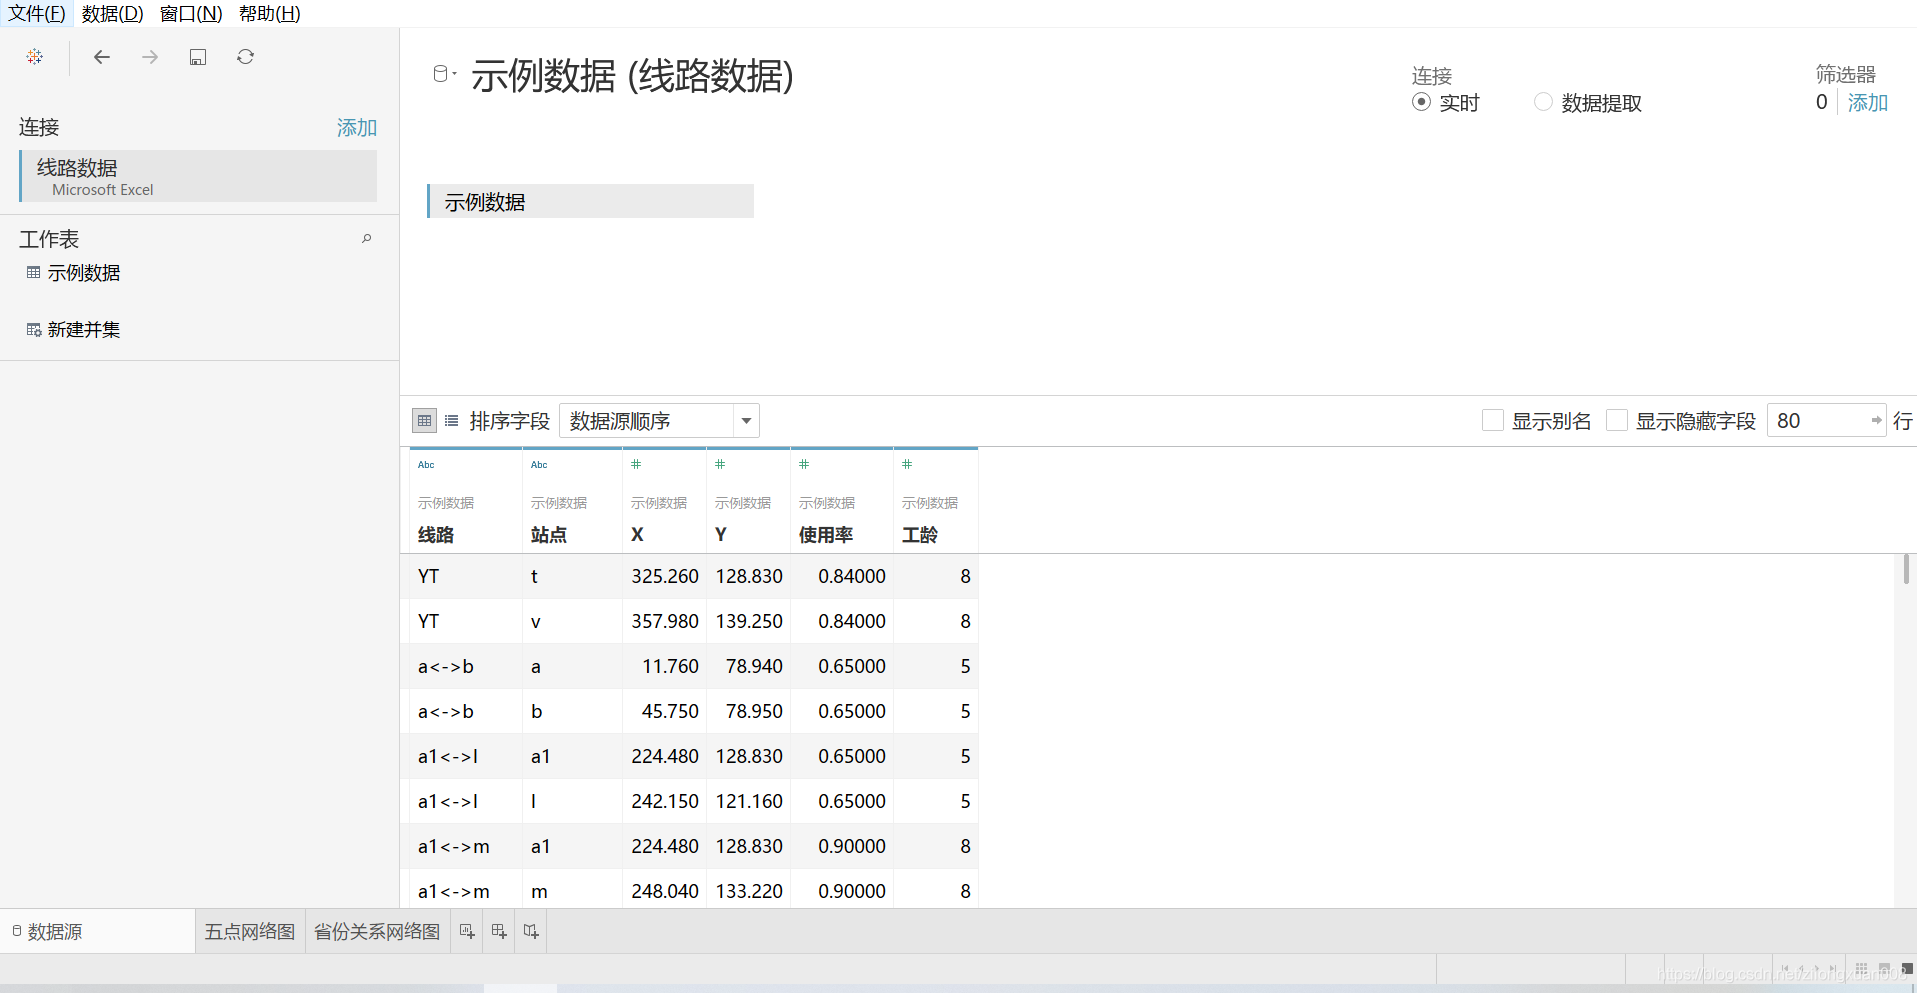 文件(F) 数据(D) 窗口(N) 帮助(H)
连接 添加
线路数据
Microsoft Excel
工作表
示例数据
新建并集
示例数据 (线路数据)
连接
实时 数据提取
筛选器
0 添加
示例数据
排序字段 数据源顺序 显示别名 显示隐藏字段 80 行
Abc Abc # # # #
示例数据 示例数据 示例数据 示例数据 示例数据 示例数据
线路 站点 X Y 使用率 工龄
YT t 325.260 128.830 0.84000 8
YT v 357.980 139.250 0.84000 8
a<->b a 11.760 78.940 0.65000 5
a<->b b 45.750 78.950 0.65000 5
a1<->l a1 224.480 128.830 0.65000 5
a1<->l l 242.150 121.160 0.65000 5
a1<->m a1 224.480 128.830 0.90000 8
a1<->m m 248.040 133.220 0.90000 8
数据源 五点网络图 省份关系网络图